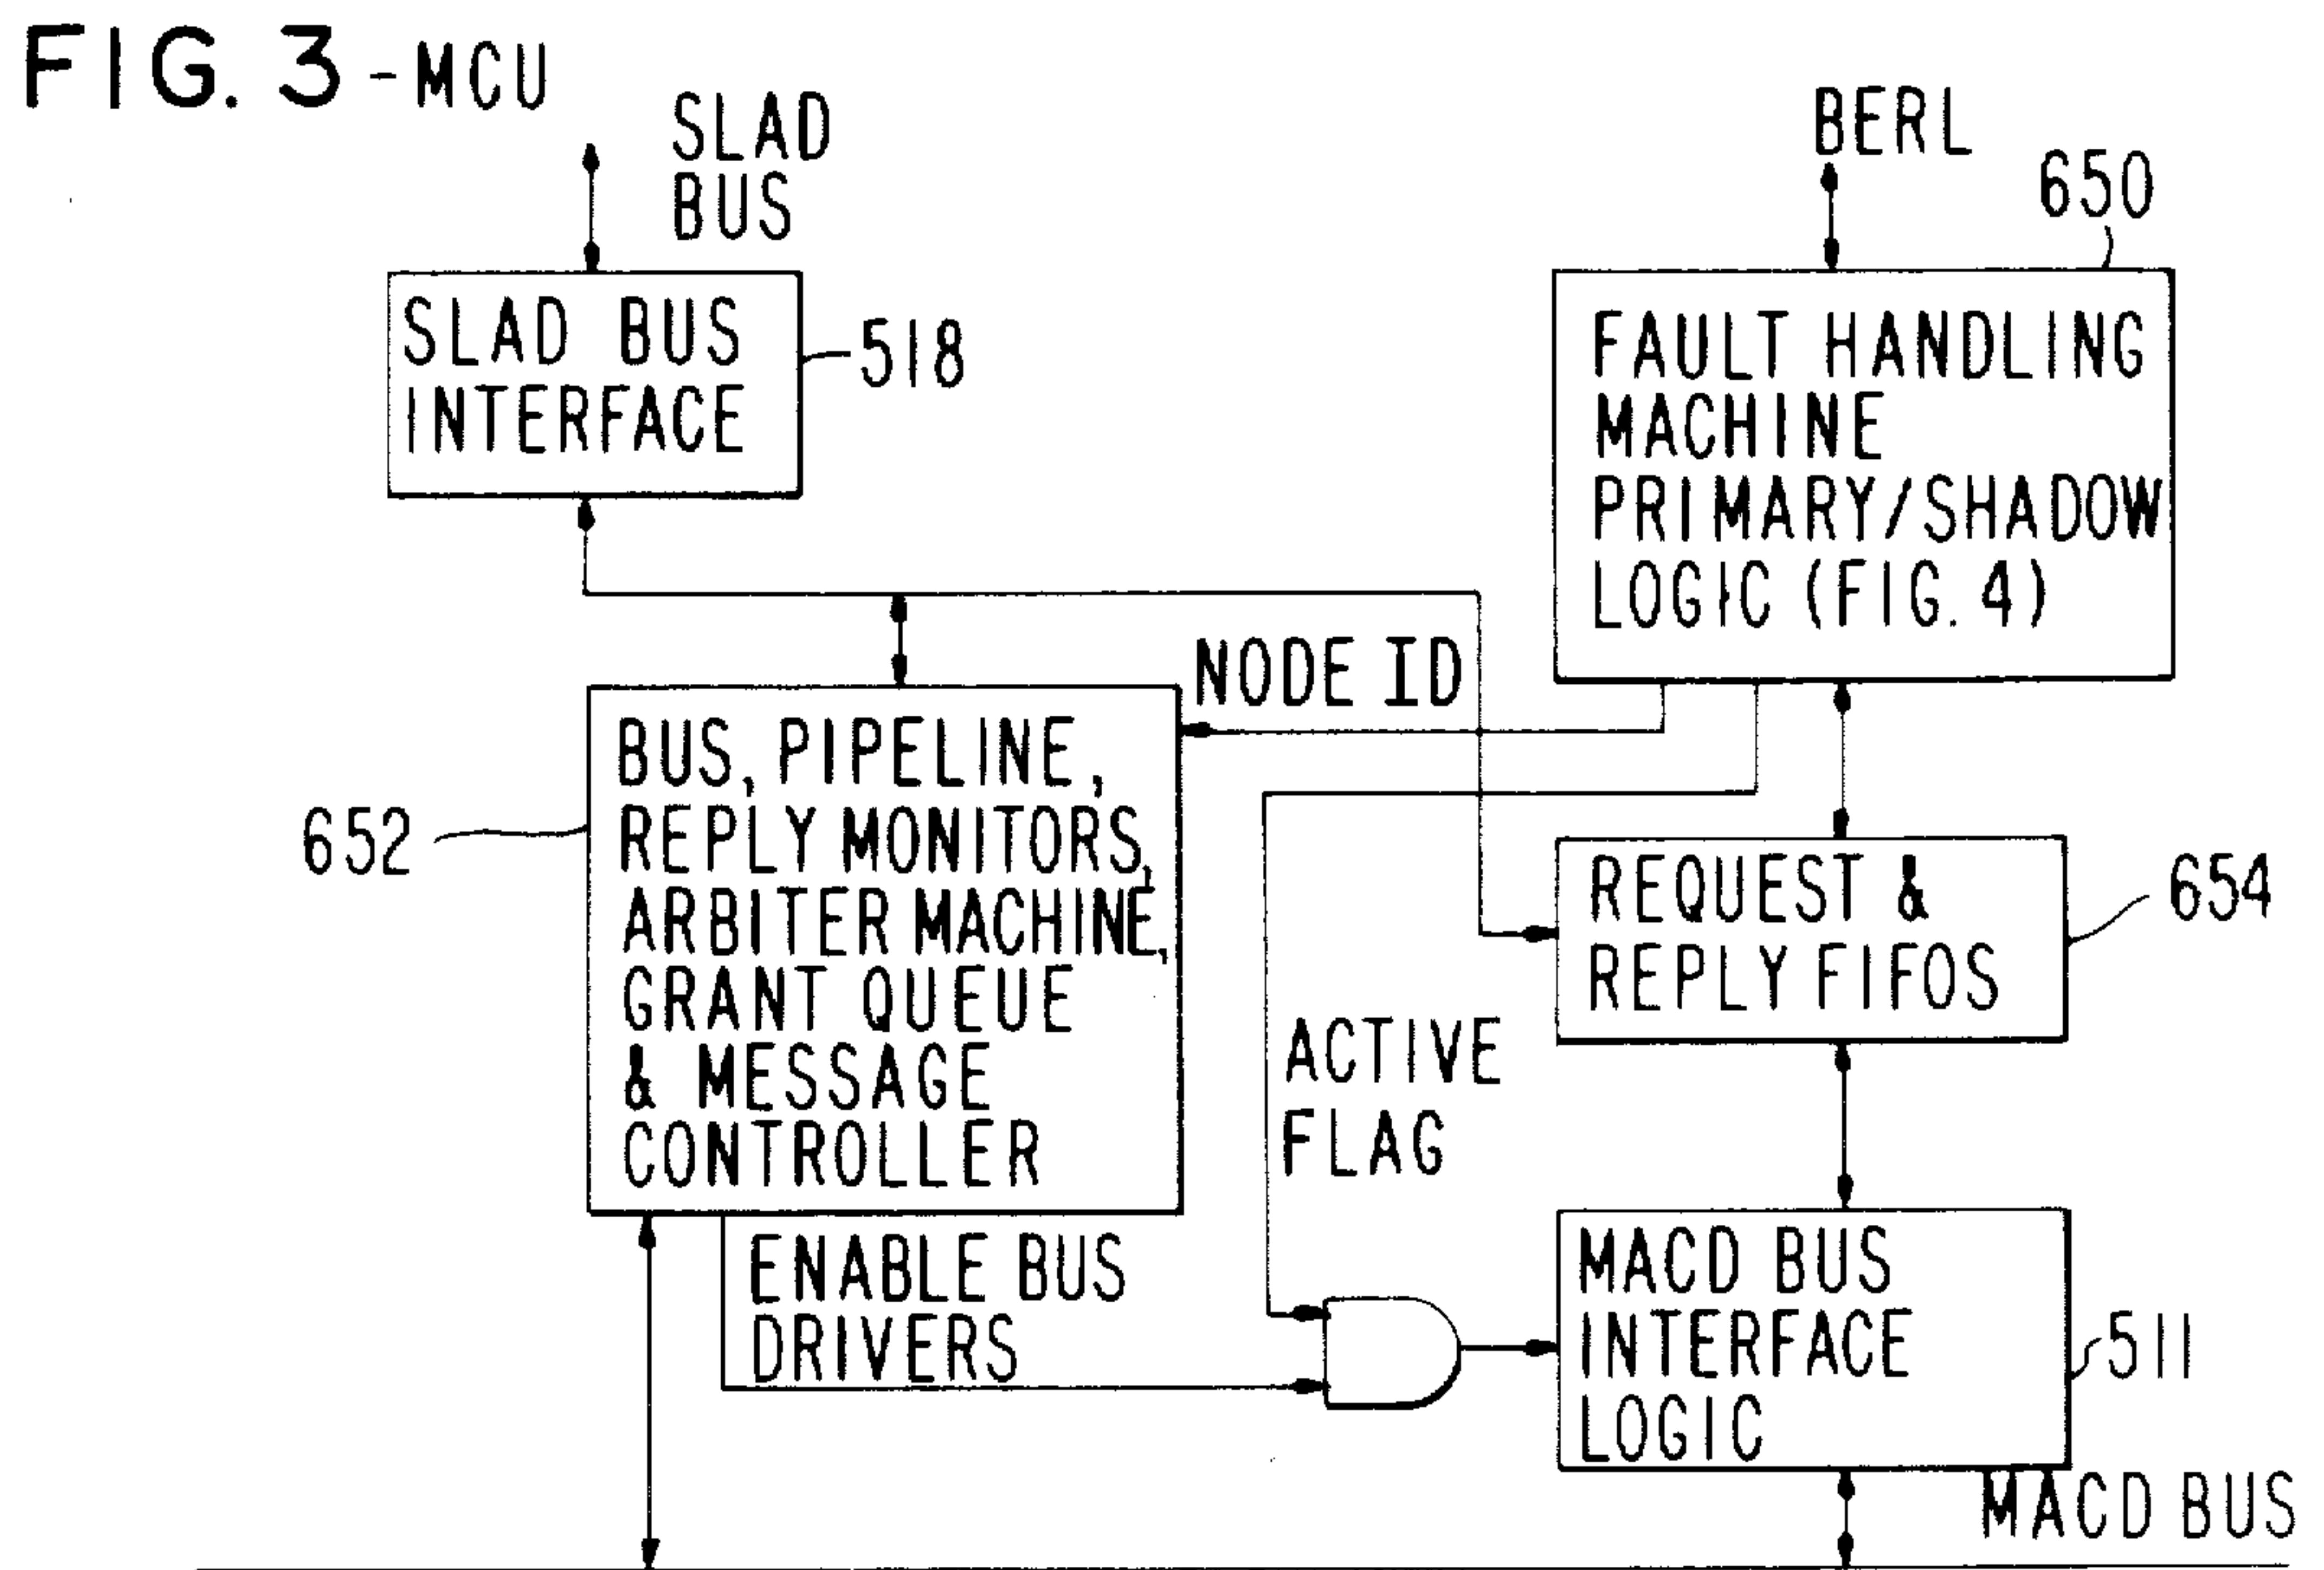 FIG. 3 - MCU
SLAD
BUS
BERL
650
SLAD BUS
INTERFACE
518
FAULT HANDLING
MACHINE
PRIMARY/SHADOW
LOGIC (FIG. 4)
NODE ID
BUS, PIPELINE,
REPLY MONITORS,
ARBITER MACHINE,
GRANT QUEUE
& MESSAGE
CONTROLLER
652
REQUEST &
REPLY FIFOS
654
ACTIVE
FLAG
ENABLE BUS
DRIVERS
MACD BUS
INTERFACE
LOGIC
511
MACD BUS